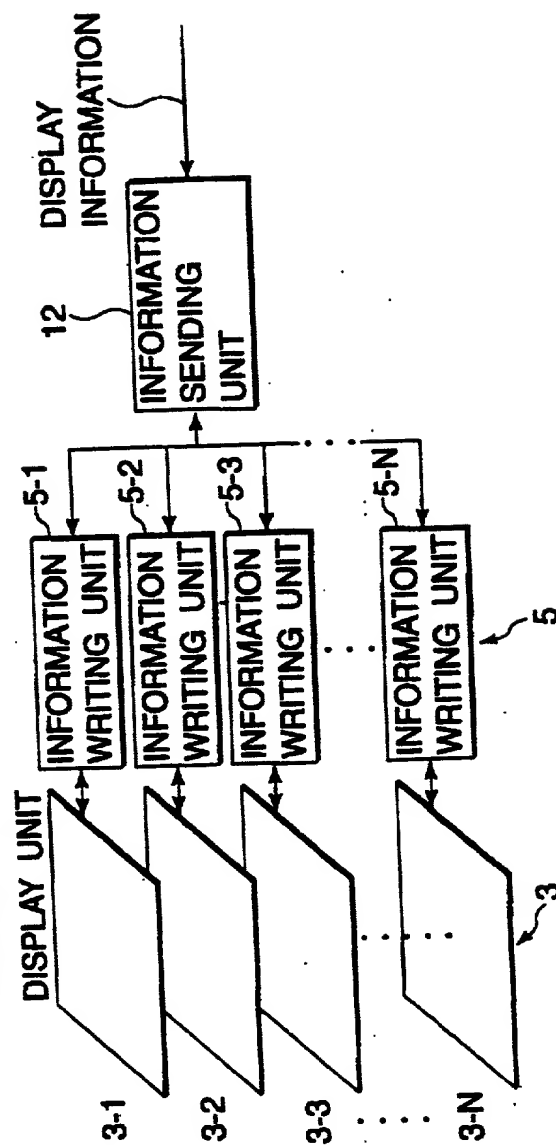 DISPLAY UNIT
3-1
3-2
3-3
3-N
3
INFORMATION
WRITING UNIT
5-1
INFORMATION
WRITING UNIT
5-2
INFORMATION
WRITING UNIT
5-3
INFORMATION
WRITING UNIT
5-N
5
12
INFORMATION
SENDING
UNIT
DISPLAY
INFORMATION